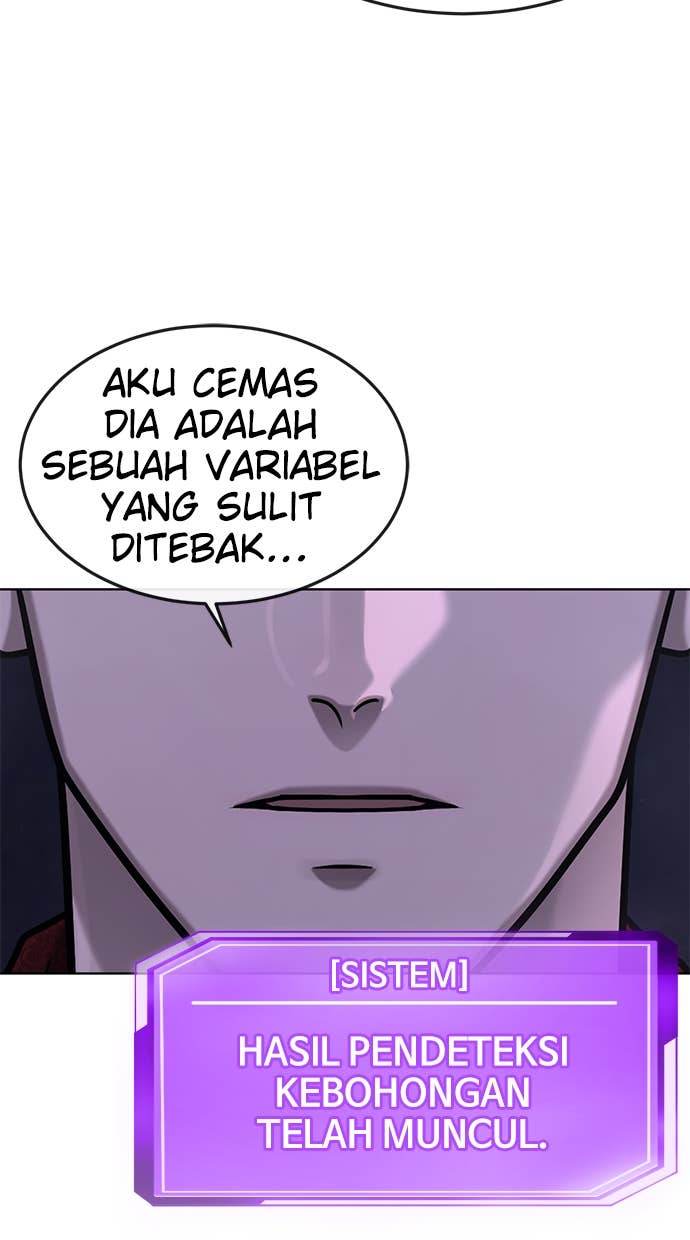 AKU CEMAS
DIA ADALAH
SEBUAH VARIABEL
YANG SULIT
DITEBAK...
[SISTEM]
HASIL PENDETEKSI
KEBOHONGAN
TELAH MUNCUL.